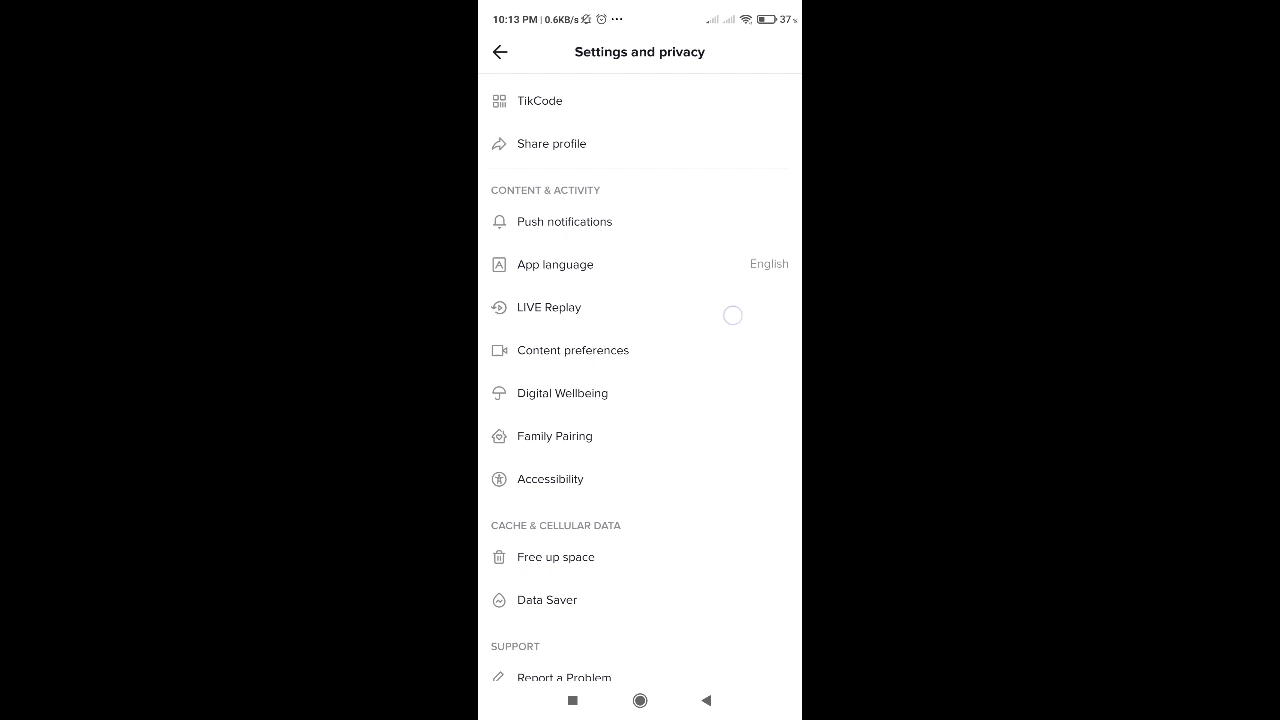 10:13 PM | 0.6KB/s ...
37%
Settings and privacy
TikCode
Share profile
CONTENT & ACTIVITY
Push notifications
App language English
LIVE Replay
Content preferences
Digital Wellbeing
Family Pairing
Accessibility
CACHE & CELLULAR DATA
Free up space
Data Saver
SUPPORT
Report a Problem